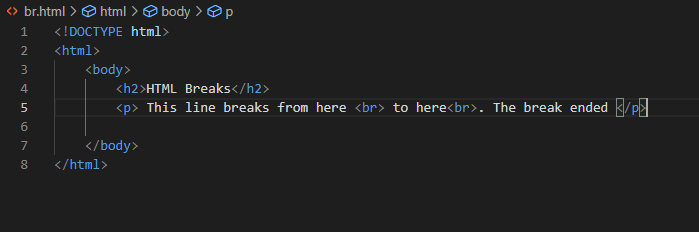 br.html > html > body > p
1 <!DOCTYPE html>
2 <html>
3 <body>
4 <h2>HTML Breaks</h2>
5 <p> This line breaks from here <br> to here<br>. The break ended </p>
6
7 </body>
8 </html>